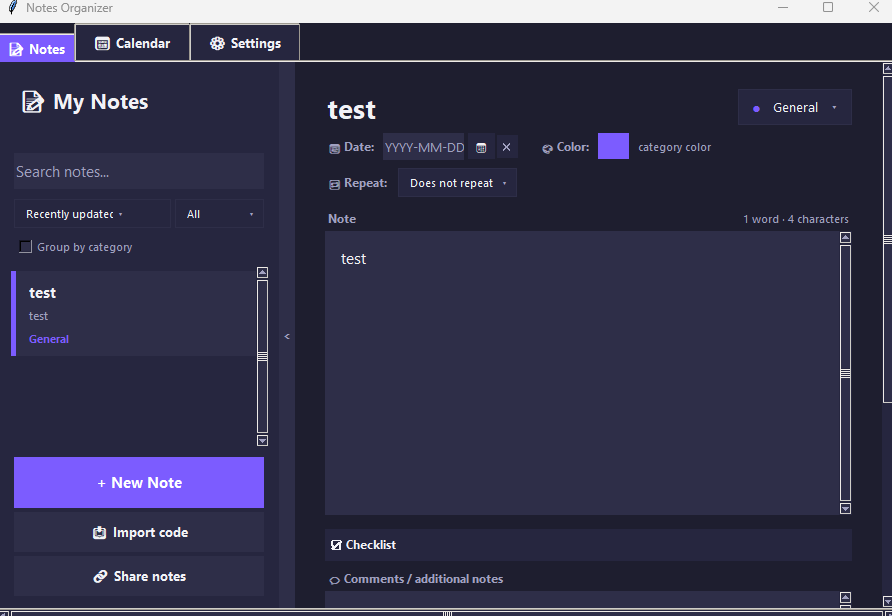 Notes Organizer
Notes
Calendar
Settings
My Notes
Search notes...
Recently updatec
All
Group by category
test
test
General
+ New Note
Import code
Share notes
<
test
General
Date:
YYYY-MM-DD
Color:
category color
Repeat:
Does not repeat
Note
1 word · 4 characters
test
Checklist
Comments / additional notes